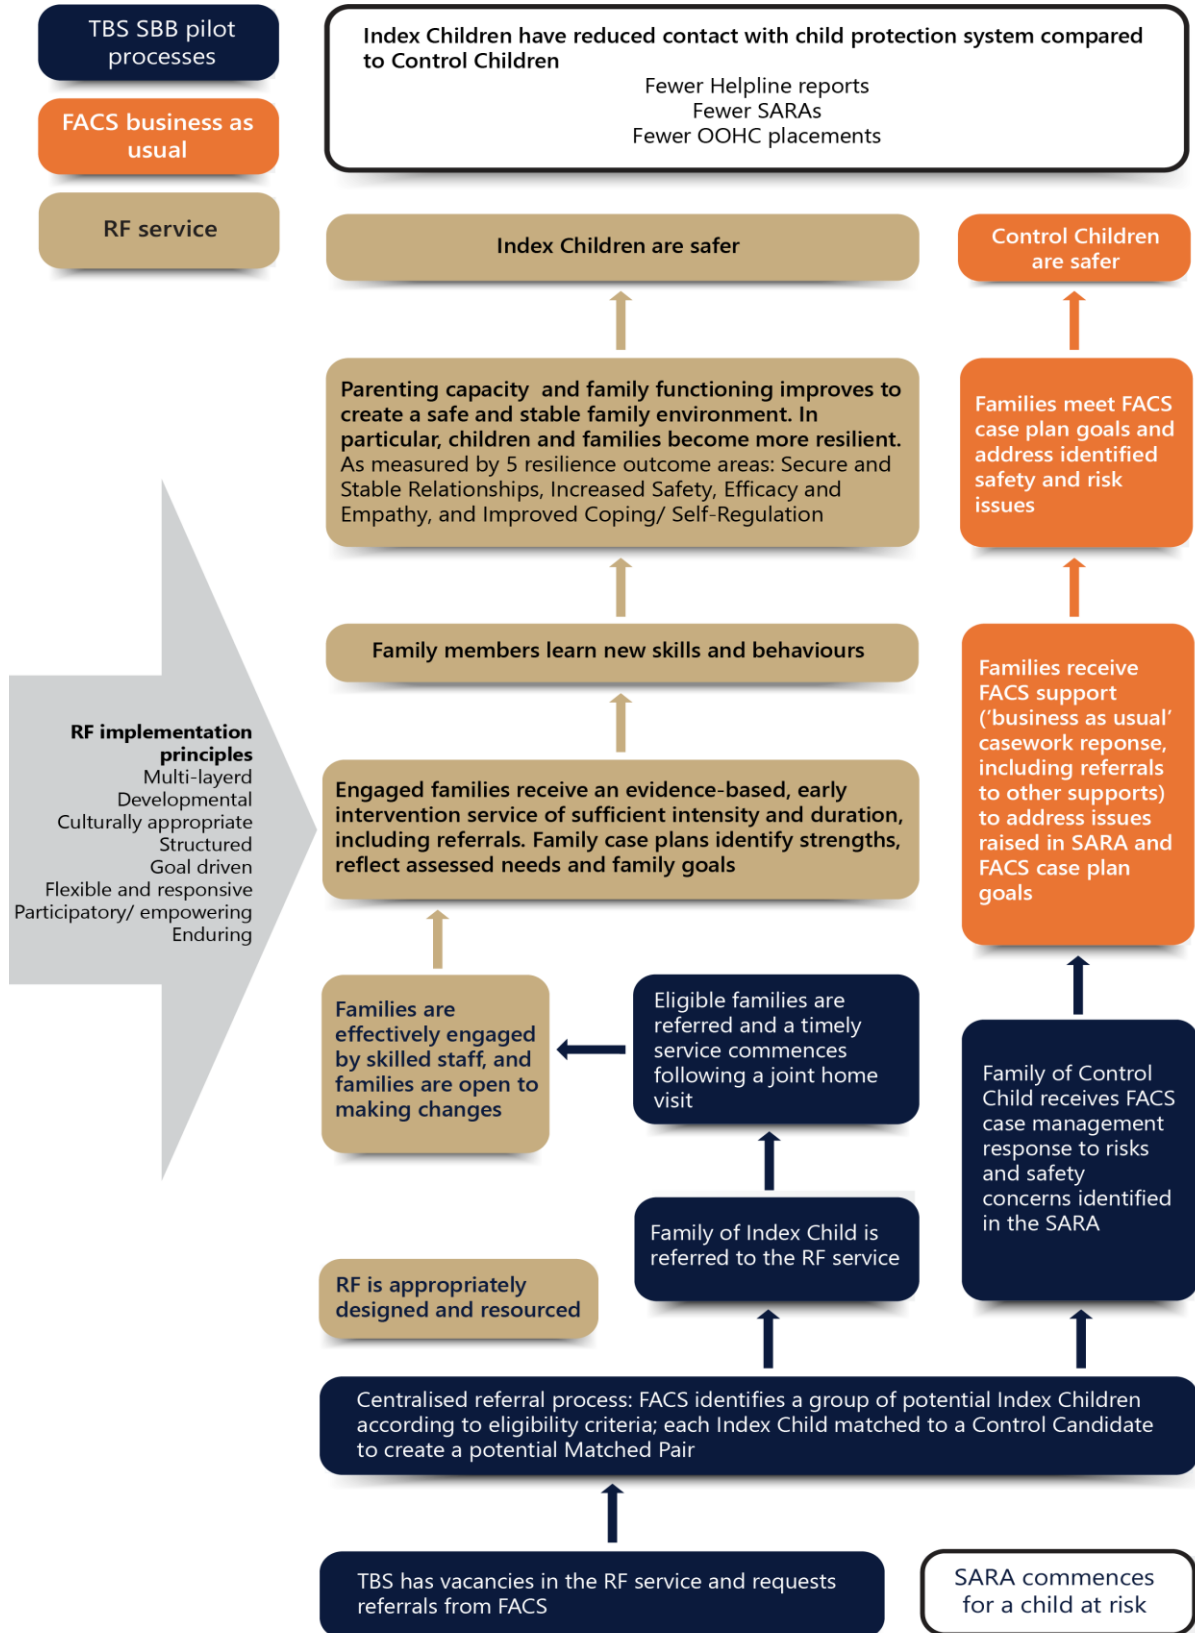 TBS SBB pilot
processes
FACS business as
usual
RF service
Index Children have reduced contact with child protection system compared
to Control Children
Fewer Helpline reports
Fewer SARAs
Fewer OOHC placements
Index Children are safer
Control Children
are safer
Parenting capacity and family functioning improves to
create a safe and stable family environment. In
particular, children and families become more resilient.
As measured by 5 resilience outcome areas: Secure and
Stable Relationships, Increased Safety, Efficacy and
Empathy, and Improved Coping/ Self-Regulation
Families meet FACS
case plan goals and
address identified
safety and risk
issues
Family members learn new skills and behaviours
Families receive
FACS support
('business as usual'
casework reponse,
including referrals
to other supports)
to address issues
raised in SARA and
FACS case plan
goals
RF implementation
principles
Multi-layerd
Developmental
Culturally appropriate
Structured
Goal driven
Flexible and responsive
Participatory/ empowering
Enduring
Engaged families receive an evidence-based, early
intervention service of sufficient intensity and duration,
including referrals. Family case plans identify strengths,
reflect assessed needs and family goals
Families are
effectively engaged
by skilled staff, and
families are open to
making changes
Eligible families are
referred and a timely
service commences
following a joint home
visit
Family of Control
Child receives FACS
case management
response to risks
and safety
concerns identified
in the SARA
Family of Index Child is
referred to the RF service
RF is appropriately
designed and resourced
Centralised referral process: FACS identifies a group of potential Index Children
according to eligibility criteria; each Index Child matched to a Control Candidate
to create a potential Matched Pair
TBS has vacancies in the RF service and requests
referrals from FACS
SARA commences
for a child at risk